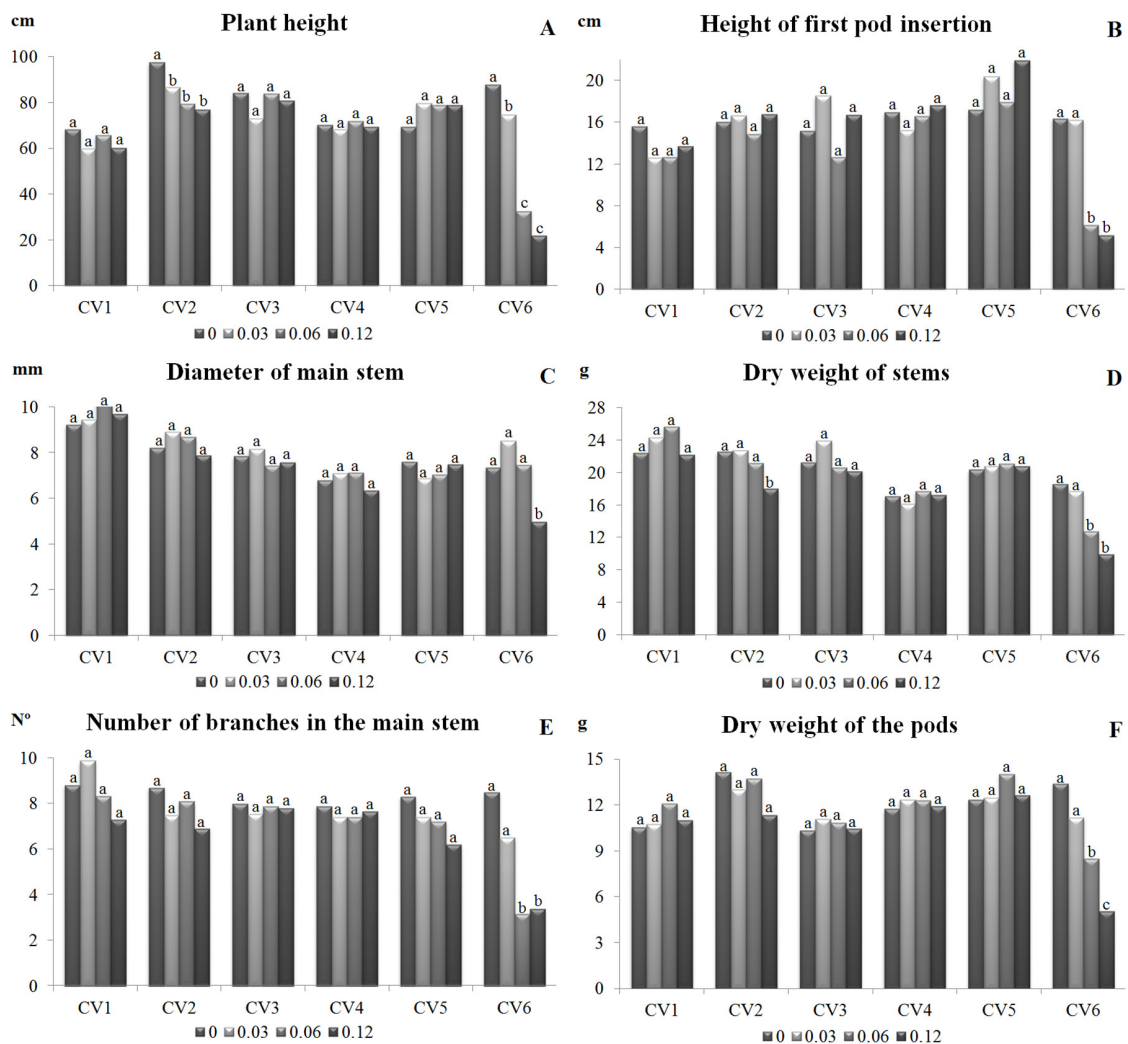 cm Plant height A
100
80
60
40
20
0
a a a a a b b b a a a a a a a a a a a a a b c c
CV1 CV2 CV3 CV4 CV5 CV6
0 0.03 0.06 0.12
cm Height of first pod insertion B
20
16
12
8
4
0
a a a a a a a a a a a a a a a a a a a a a a b b
CV1 CV2 CV3 CV4 CV5 CV6
0 0.03 0.06 0.12
mm Diameter of main stem C
10
8
6
4
2
0
a a a a a a a a a a a a a a a a a a a a a a a b
CV1 CV2 CV3 CV4 CV5 CV6
0 0.03 0.06 0.12
g Dry weight of stems D
28
24
20
16
12
8
4
0
a a a a a a a b a a a a a a a a a a a a a a b b
CV1 CV2 CV3 CV4 CV5 CV6
0 0.03 0.06 0.12
Nº Number of branches in the main stem E
10
8
6
4
2
0
a a a a a a a a a a a a a a a a a a a a a a b b
CV1 CV2 CV3 CV4 CV5 CV6
0 0.03 0.06 0.12
g Dry weight of the pods F
15
12
9
6
3
0
a a a a a a a a a a a a a a a a a a a a a a b c
CV1 CV2 CV3 CV4 CV5 CV6
0 0.03 0.06 0.12